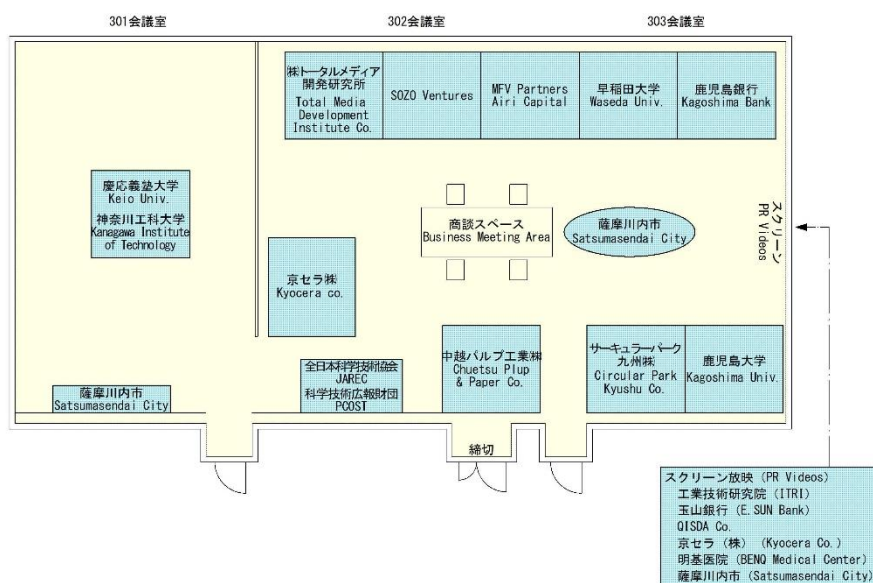 301会議室
302会議室
303会議室
㈱トータルメディア
開発研究所
Total Media
Development
Institute Co.
SOZO Ventures
MFV Partners
Airi Capital
早稲田大学
Waseda Univ.
鹿児島銀行
Kagoshima Bank
慶応義塾大学
Keio Univ.
神奈川工科大学
Kanagawa Institute
of Technology
商談スペース
Business Meeting Area
薩摩川内市
Satsumasendai City
スクリーン
PR Videos
京セラ㈱
Kyocera co.
全日本科学技術協会
JAREC
科学技術広報財団
PCOST
中越パルプ工業㈱
Chuetsu Plup
& Paper Co.
サーキュラーパーク
九州㈱
Circular Park
Kyushu Co.
鹿児島大学
Kagoshima Univ.
薩摩川内市
Satsumasendai City
締切
スクリーン放映 (PR Videos)
工業技術研究院 (ITRI)
玉山銀行 (E.SUN Bank)
QISDA Co.
京セラ (株) (Kyocera Co.)
明基医院 (BENQ Medical Center)
薩摩川内市 (Satsumasendai City)